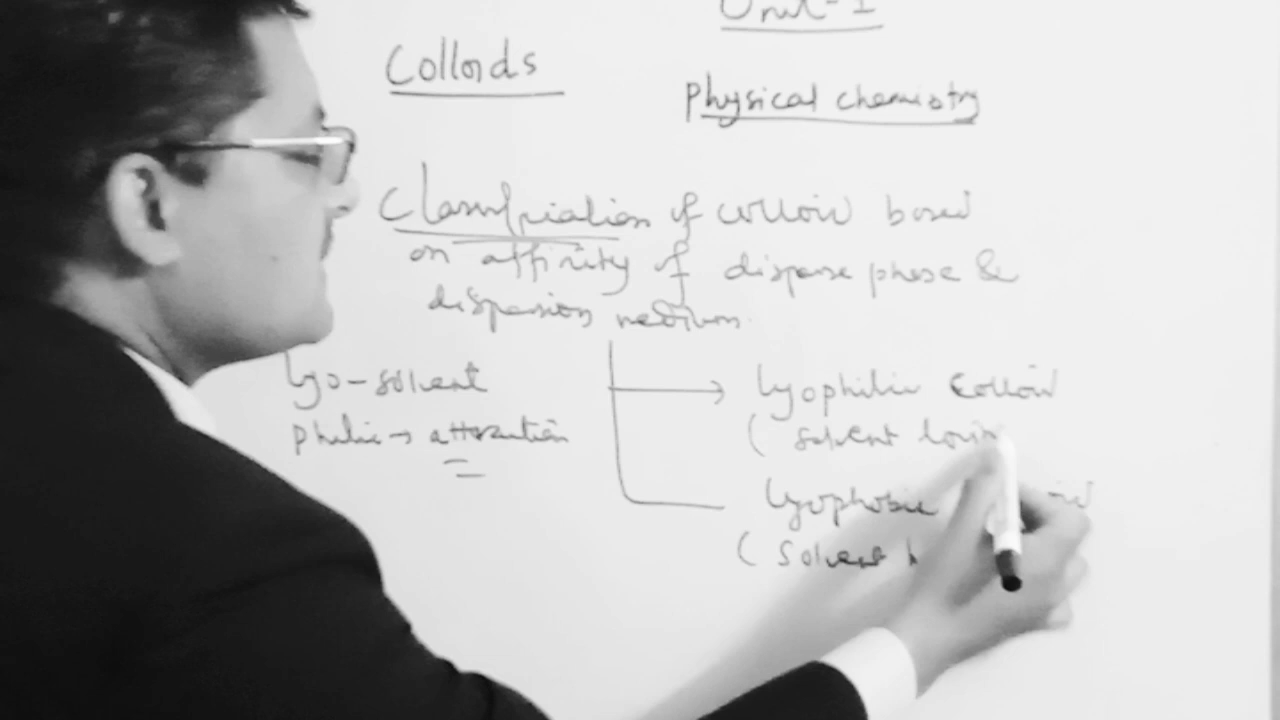 Unit-I
Colloids
Physical chemistry
Classification of colloid based
on affinity of disperse phase &
dispersion medium
lyo-solvent
philic→ attraction
lyophilic colloid
( solvent loving
lyophobic
( solvent h